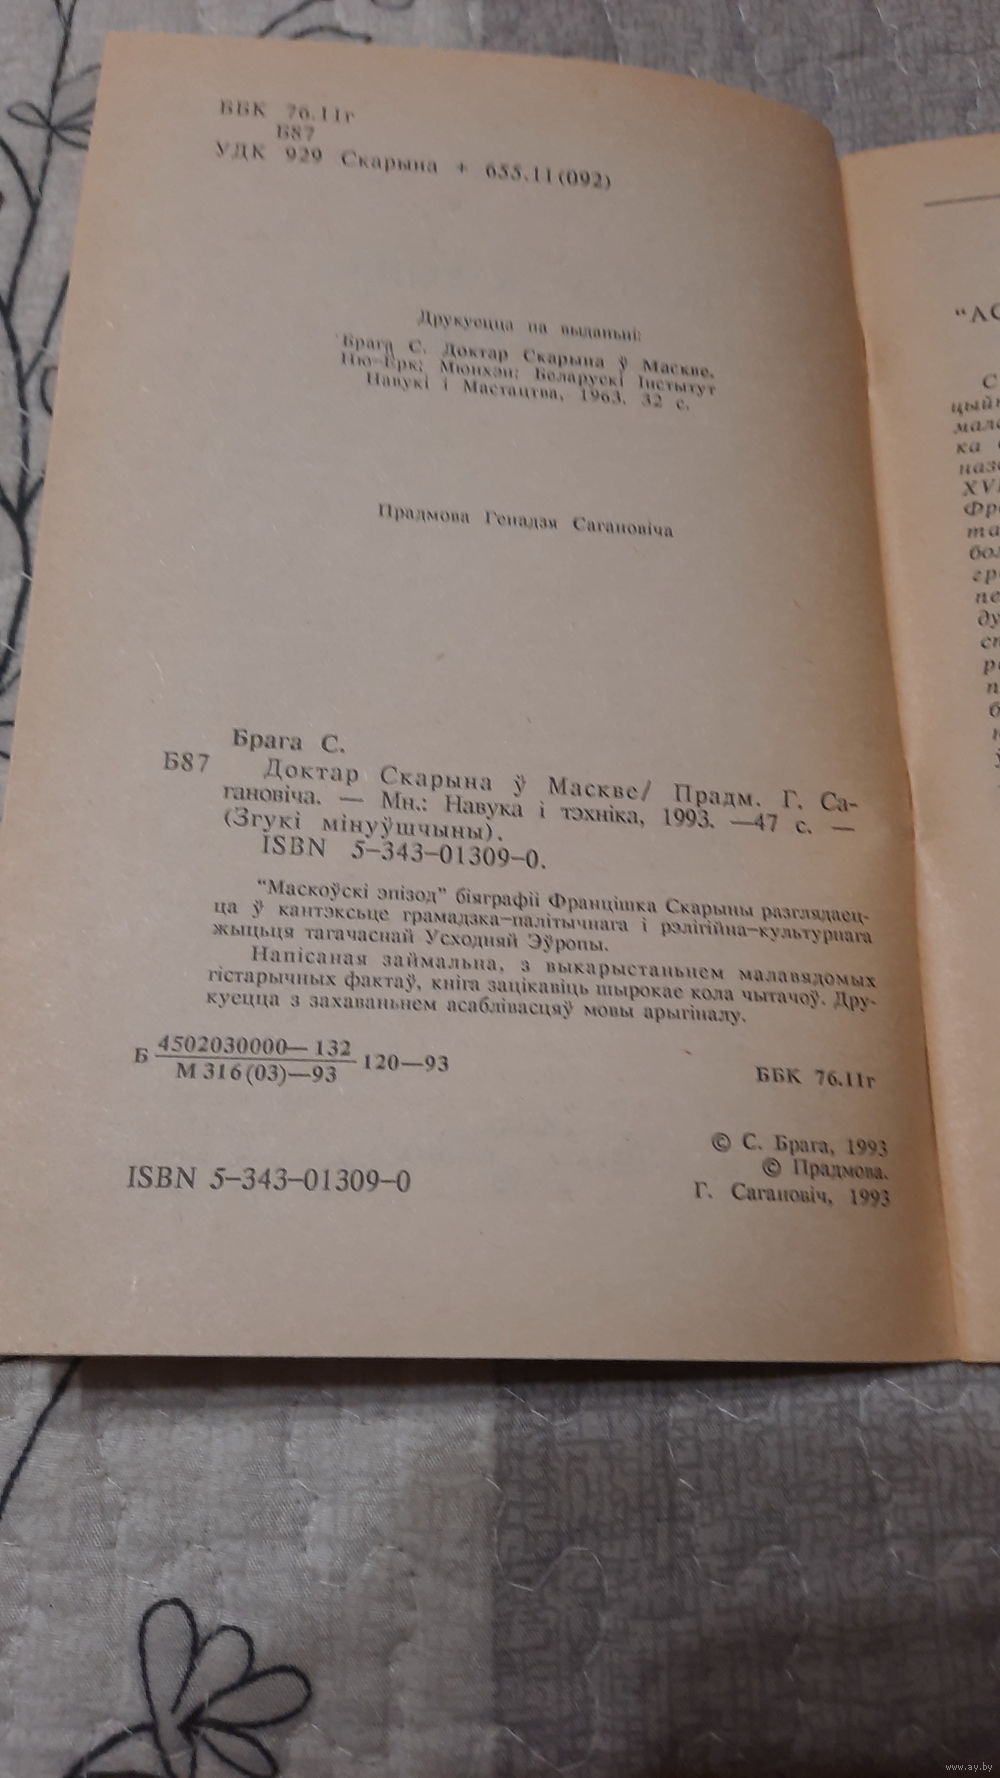 ББК 76.11г
Б87
УДК 929 Скарына + 655.11(092)
Друкуецца па выданьні:
Брага С. Доктар Скарына ў Маскве.
Ню-Ёрк; Мюнхэн: Беларускі Інстытут
Навукі і Мастацтва, 1963. 32 с.
Прадмова Генадзя Сагановіча
Брага С.
Б87 Доктар Скарына ў Маскве/ Прадм. Г. Са-
гановіча. — Мн.: Навука і тэхніка, 1993. —47 с. —
(Згукі мінуўшчыны).
ISBN 5-343-01309-0.
"Маскоўскі эпізод" біяграфіі Францішка Скарыны разглядаец-
ца ў кантэксьце грамадзка-палітычнага і рэлігійна-культурнага
жыцьця тагачаснай Усходняй Эўропы.
Напісаная займальна, з выкарыстаньнем малавядомых
гістарычных фактаў, кніга зацікавіць шырокае кола чытачоў. Дру-
куецца з захаваньнем асаблівасцяў мовы арыгіналу.
Б 4502030000—132
М 316(03)—93 120—93
ББК 76.11г
© С. Брага, 1993
© Прадмова.
Г. Сагановіч, 1993
ISBN 5-343-01309-0
www.ay.by